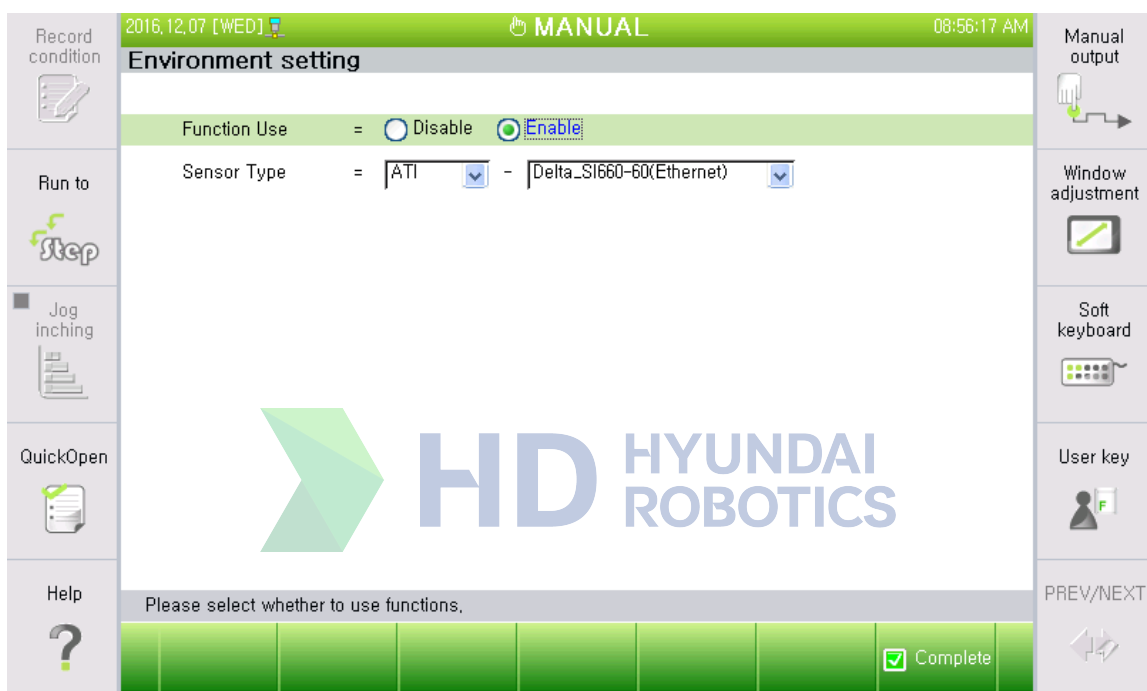 Record
condition
Run to
Step
Jog
inching
QuickOpen
Help
2016,12,07 [WED]
MANUAL
08:56:17 AM
Environment setting
Function Use = Disable Enable
Sensor Type = ATI - Delta_SI660-60(Ethernet)
HD HYUNDAI
ROBOTICS
Please select whether to use functions,
Complete
Manual
output
Window
adjustment
Soft
keyboard
User key
F
PREV/NEXT